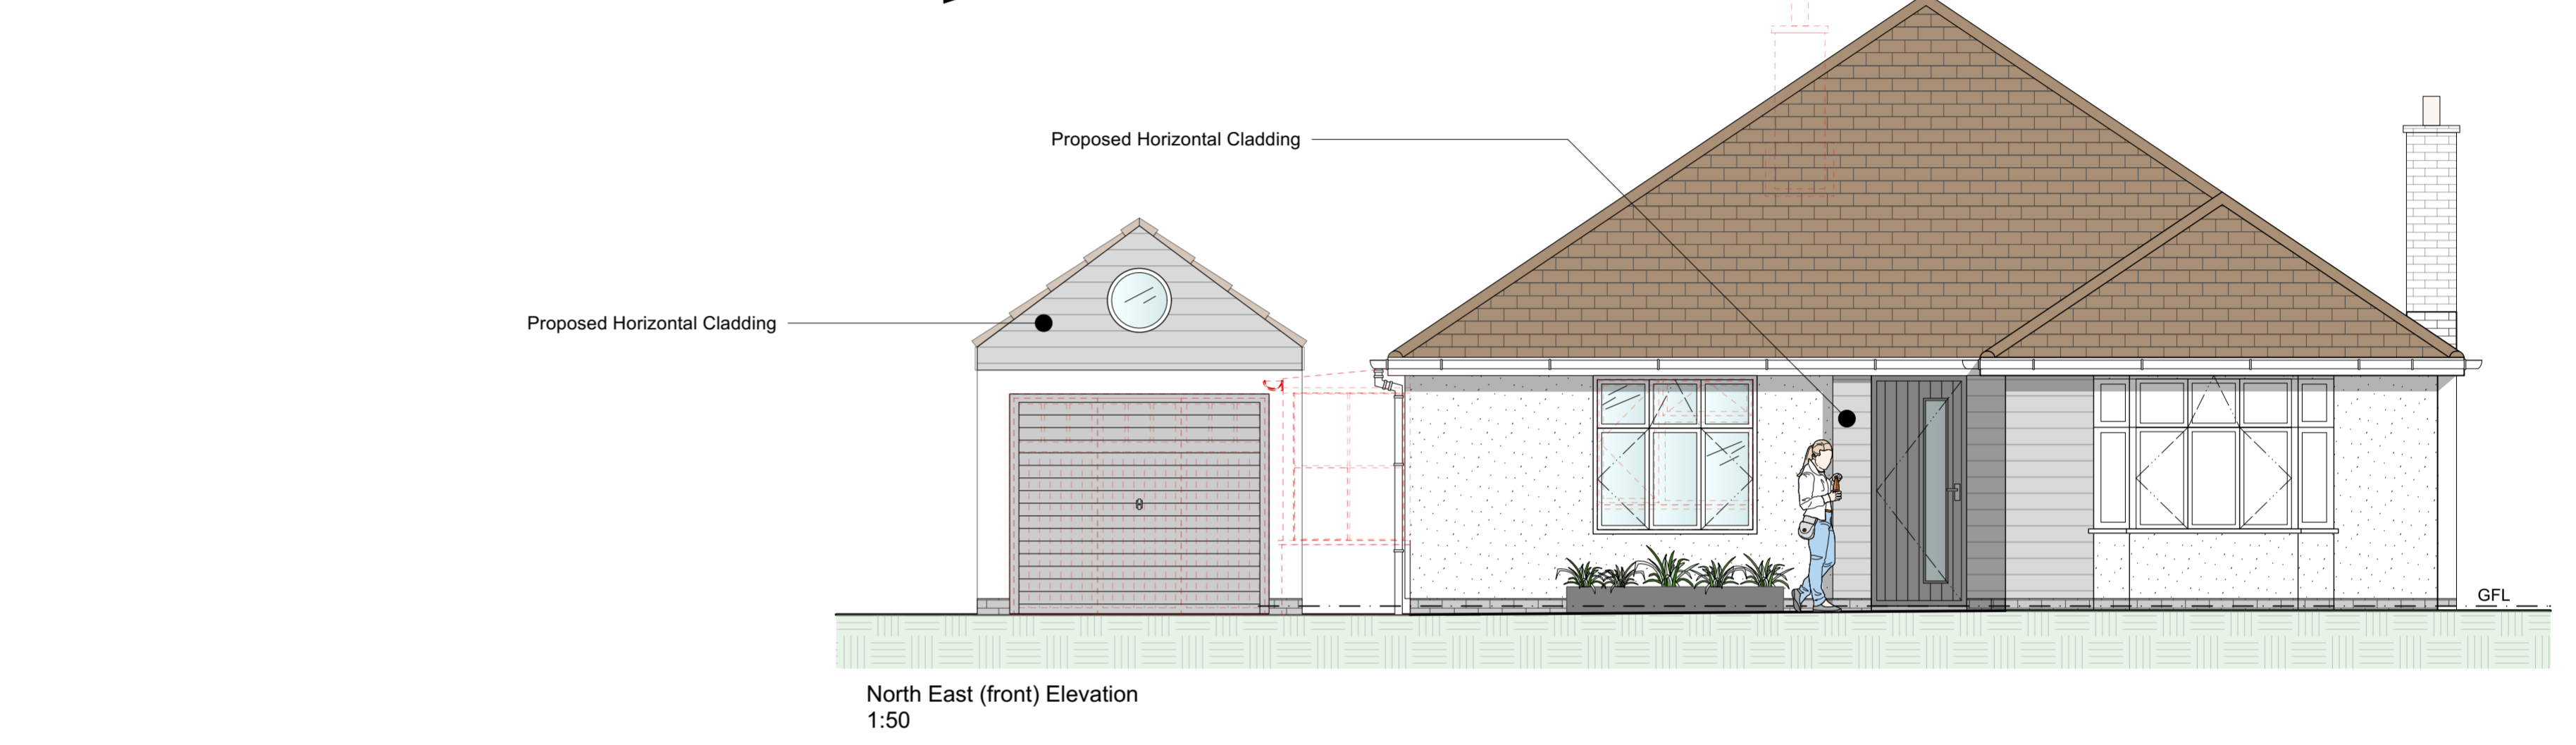 Proposed Horizontal Cladding
Proposed Horizontal Cladding
GFL
North East (front) Elevation
1:50